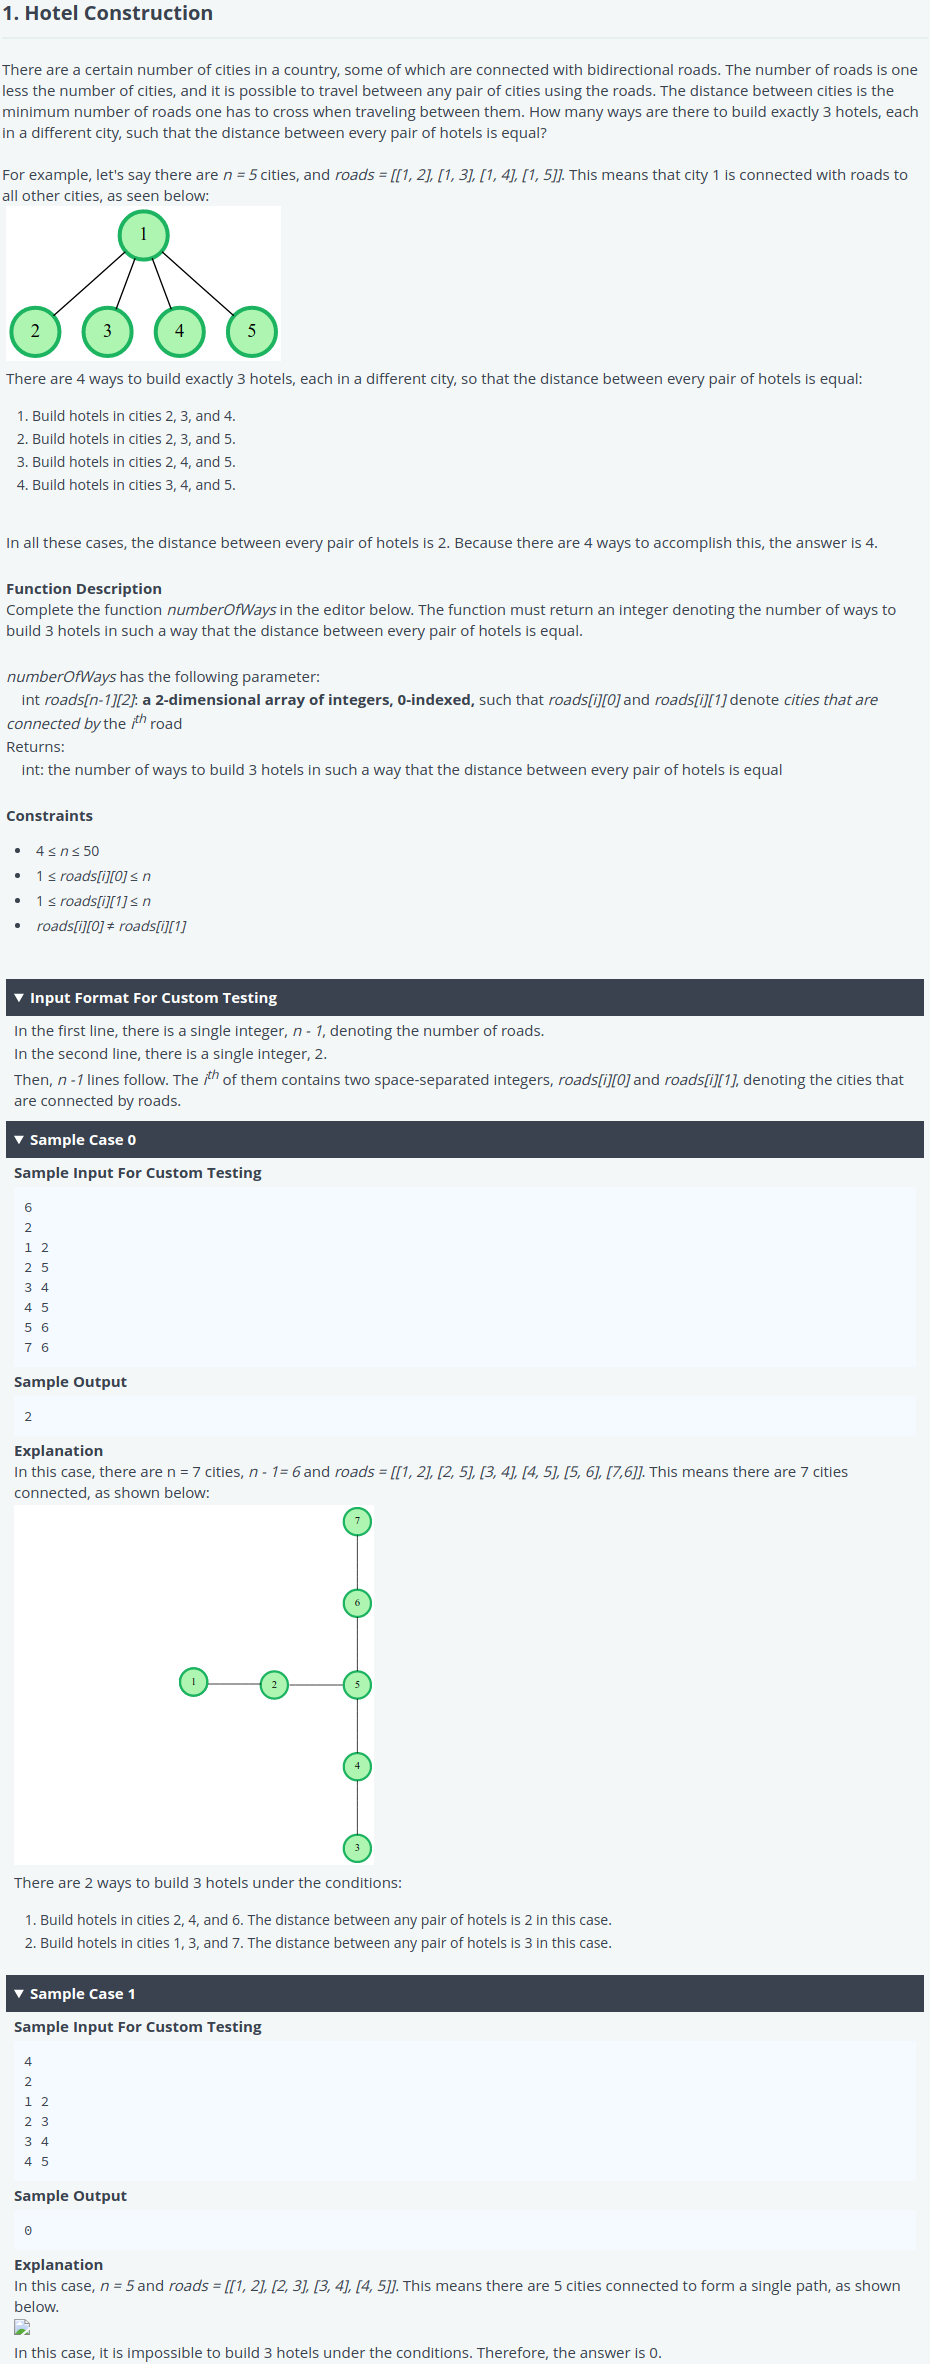 1. Hotel Construction
There are a certain number of cities in a country, some of which are connected with bidirectional roads. The number of roads is one
less the number of cities, and it is possible to travel between any pair of cities using the roads. The distance between cities is the
minimum number of roads one has to cross when traveling between them. How many ways are there to build exactly 3 hotels, each
in a different city, such that the distance between every pair of hotels is equal?
For example, let's say there are n = 5 cities, and roads = [[1, 2], [1, 3], [1, 4], [1, 5]]. This means that city 1 is connected with roads to
all other cities, as seen below:
1
2 3 4 5
There are 4 ways to build exactly 3 hotels, each in a different city, so that the distance between every pair of hotels is equal:
1. Build hotels in cities 2, 3, and 4.
2. Build hotels in cities 2, 3, and 5.
3. Build hotels in cities 2, 4, and 5.
4. Build hotels in cities 3, 4, and 5.
In all these cases, the distance between every pair of hotels is 2. Because there are 4 ways to accomplish this, the answer is 4.
Function Description
Complete the function numberOfWays in the editor below. The function must return an integer denoting the number of ways to
build 3 hotels in such a way that the distance between every pair of hotels is equal.
numberOfWays has the following parameter:
int roads[n-1][2]: a 2-dimensional array of integers, 0-indexed, such that roads[i][0] and roads[i][1] denote cities that are
connected by the ith road
Returns:
int: the number of ways to build 3 hotels in such a way that the distance between every pair of hotels is equal
Constraints
• 4 ≤ n ≤ 50
• 1 ≤ roads[i][0] ≤ n
• 1 ≤ roads[i][1] ≤ n
• roads[i][0] ≠ roads[i][1]
▼ Input Format For Custom Testing
In the first line, there is a single integer, n - 1, denoting the number of roads.
In the second line, there is a single integer, 2.
Then, n -1 lines follow. The ith of them contains two space-separated integers, roads[i][0] and roads[i][1], denoting the cities that
are connected by roads.
▼ Sample Case 0
Sample Input For Custom Testing
6
2
1 2
2 5
3 4
4 5
5 6
7 6
Sample Output
2
Explanation
In this case, there are n = 7 cities, n - 1= 6 and roads = [[1, 2], [2, 5], [3, 4], [4, 5], [5, 6], [7,6]]. This means there are 7 cities
connected, as shown below:
7
6
1 2 5
4
3
There are 2 ways to build 3 hotels under the conditions:
1. Build hotels in cities 2, 4, and 6. The distance between any pair of hotels is 2 in this case.
2. Build hotels in cities 1, 3, and 7. The distance between any pair of hotels is 3 in this case.
▼ Sample Case 1
Sample Input For Custom Testing
4
2
1 2
2 3
3 4
4 5
Sample Output
0
Explanation
In this case, n = 5 and roads = [[1, 2], [2, 3], [3, 4], [4, 5]]. This means there are 5 cities connected to form a single path, as shown
below.
In this case, it is impossible to build 3 hotels under the conditions. Therefore, the answer is 0.